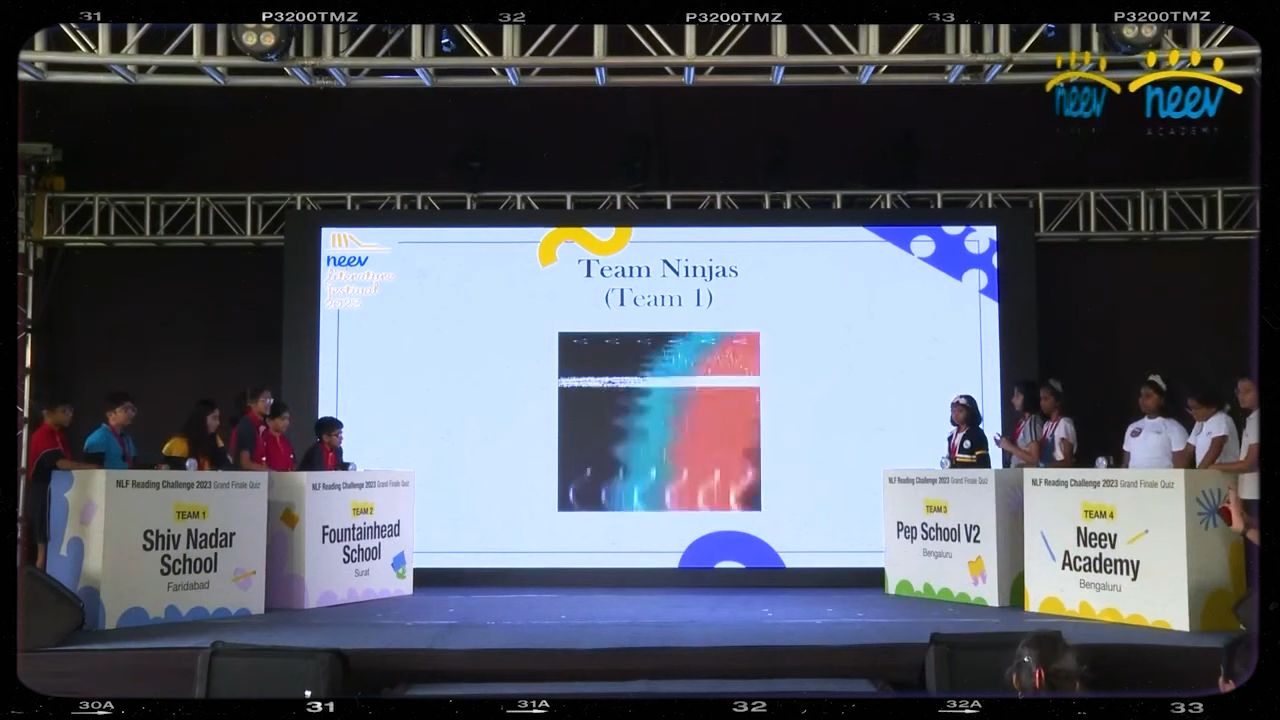 31 P3200TMZ 32 P3200TMZ 33 P3200TMZ
neev
neev
ACADEMY
neev
literature
festival
Team Ninjas
(Team 1)
NLF Reading Challenge 2023 Grand Finale Quiz
TEAM 1
Shiv Nadar
School
Faridabad
NLF Reading Challenge 2023 Grand Finale Quiz
TEAM 2
Fountainhead
School
Surat
NLF Reading Challenge 2023 Grand Finale Quiz
TEAM 3
Pep School V2
Bengaluru
NLF Reading Challenge 2023 Grand Finale Quiz
TEAM 4
Neev
Academy
Bengaluru
30A 31 31A 32 32A 33